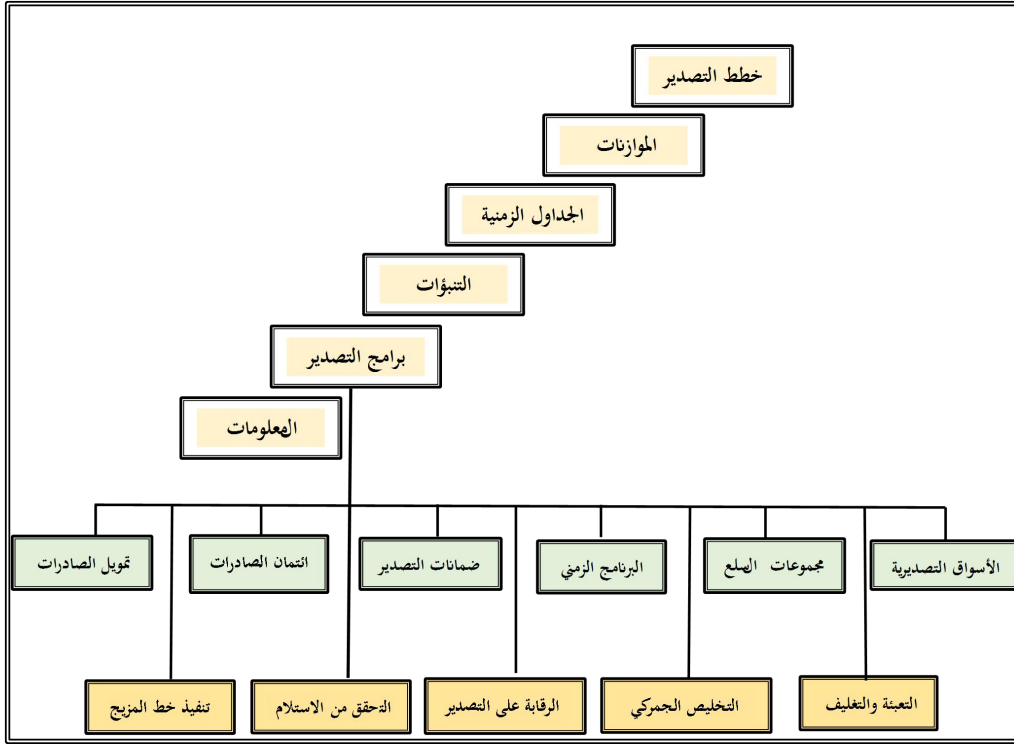 خطط التصدير
الموازنات
الجداول الزمنية
التنبؤات
برامج التصدير
المعلومات
الأسواق التصديرية
مجموعات السلع
البرنامج الزمني
ضمانات التصدير
ائتمان الصادرات
تمويل الصادرات
التعبئة والتغليف
التخليص الجمركي
الرقابة على التصدير
التحقق من الاستلام
تنفيذ خط المزيج